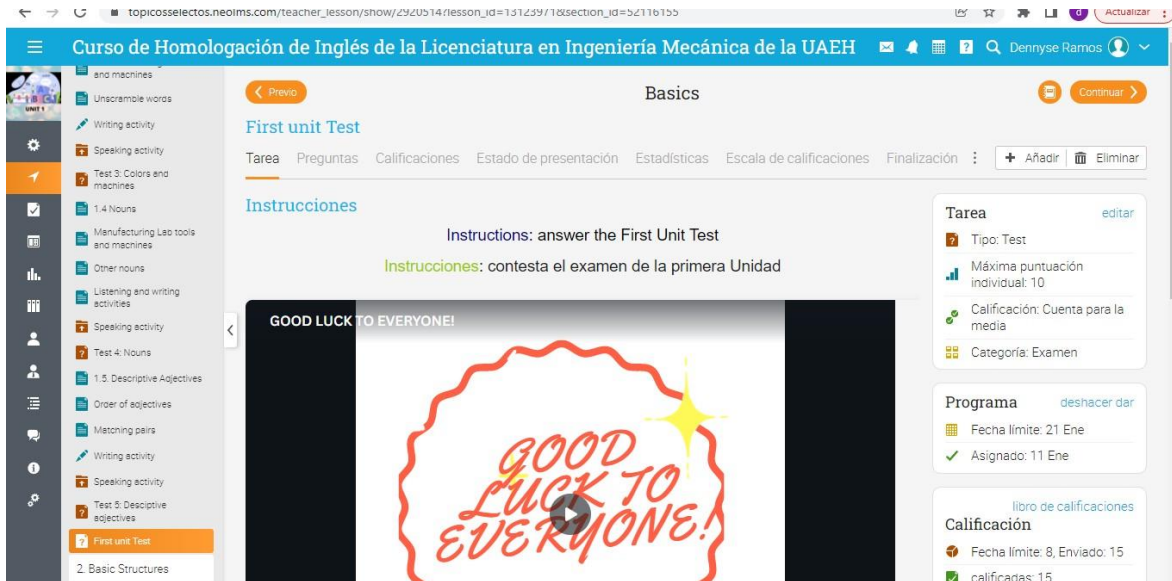 topicosselectos.neolms.com/teacher_lesson/show/2920514?lesson_id=13123971&section_id=52116155
Actualizar
Curso de Homologación de Inglés de la Licenciatura en Ingeniería Mecánica de la UAEH
Dennyse Ramos
UNIT 1
and machines
Unscramble words
Writing activity
Speaking activity
Test 3: Colors and
machines
1.4 Nouns
Manufacturing Lab tools
and machines
Other nouns
Listening and writing
activities
Speaking activity
Test 4: Nouns
1.5. Descriptive Adjectives
Order of adjectives
Matching pairs
Writing activity
Speaking activity
Test 5: Desciptive
adjectives
First unit Test
2. Basic Structures
Previo
Basics
Continuar
First unit Test
Tarea Preguntas Calificaciones Estado de presentación Estadísticas Escala de calificaciones Finalización
Añadir Eliminar
Instrucciones
Instructions: answer the First Unit Test
Instrucciones: contesta el examen de la primera Unidad
GOOD LUCK TO EVERYONE!
GOOD
LUCK TO
EVERYONE!
Tarea editar
Tipo: Test
Máxima puntuación
individual: 10
Calificación: Cuenta para la
media
Categoría: Examen
Programa deshacer dar
Fecha límite: 21 Ene
Asignado: 11 Ene
libro de calificaciones
Calificación
Fecha límite: 8, Enviado: 15
calificadas: 15